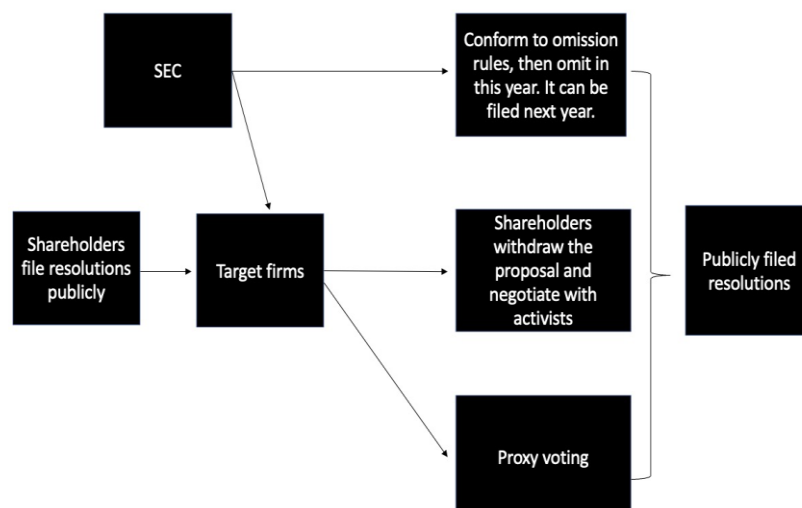 SEC
Conform to omission
rules, then omit in
this year. It can be
filed next year.
Shareholders
file resolutions
publicly
Target firms
Shareholders
withdraw the
proposal and
negotiate with
activists
Publicly filed
resolutions
Proxy voting